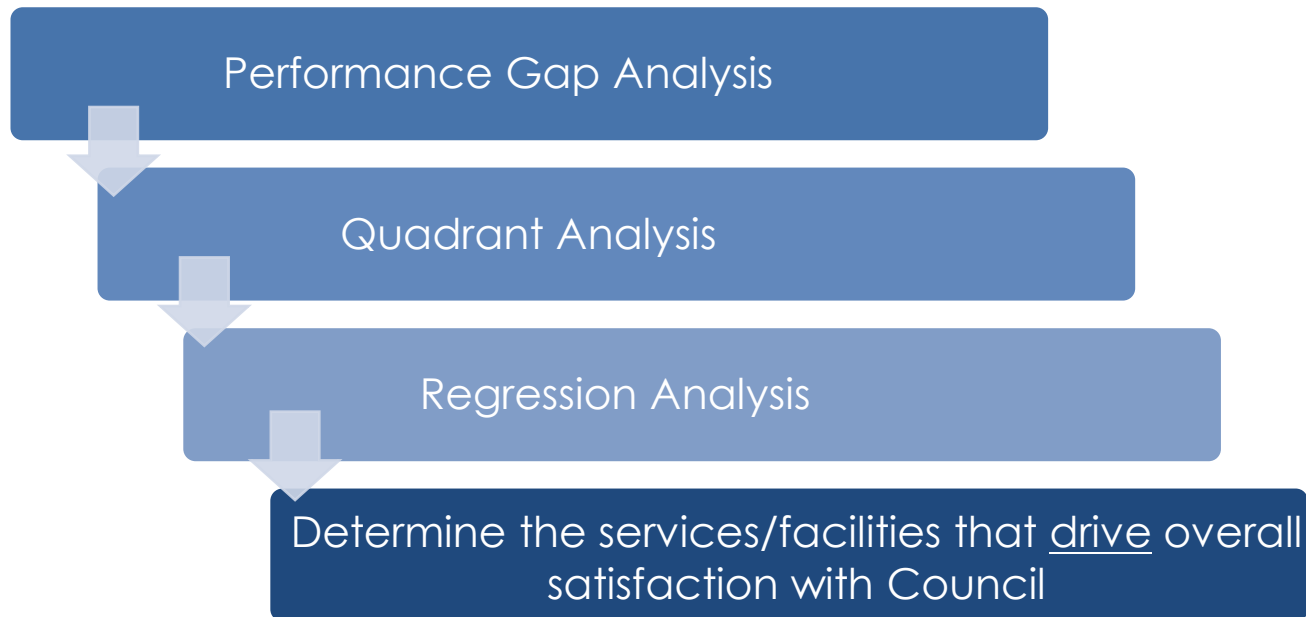 Performance Gap Analysis
Quadrant Analysis
Regression Analysis
Determine the services/facilities that drive overall
satisfaction with Council